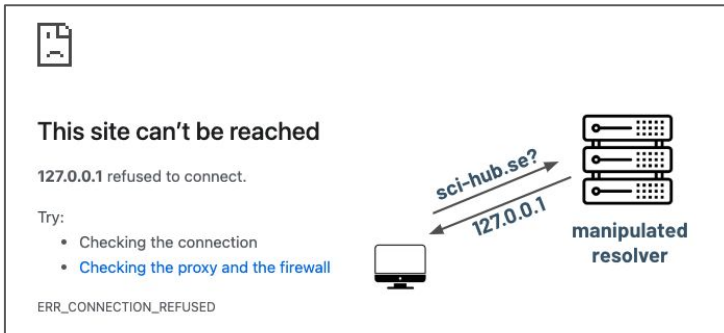 This site can't be reached
127.0.0.1 refused to connect.
Try:
• Checking the connection
• Checking the proxy and the firewall
ERR_CONNECTION_REFUSED
sci-hub.se?
127.0.0.1
manipulated
resolver